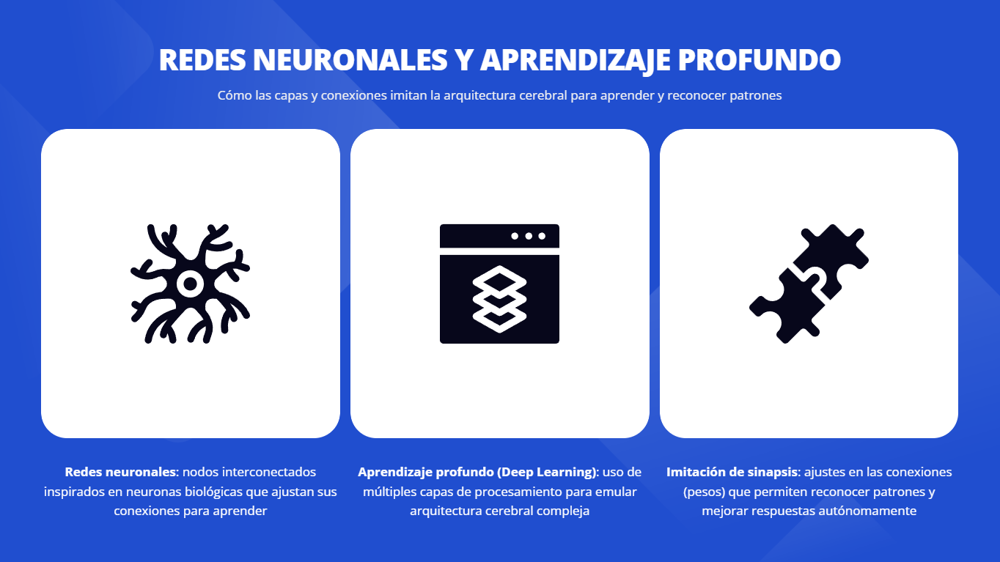 REDES NEURONALES Y APRENDIZAJE PROFUNDO
Cómo las capas y conexiones imitan la arquitectura cerebral para aprender y reconocer patrones
Redes neuronales: nodos interconectados
inspirados en neuronas biológicas que ajustan sus
conexiones para aprender
Aprendizaje profundo (Deep Learning): uso de
múltiples capas de procesamiento para emular
arquitectura cerebral compleja
Imitación de sinapsis: ajustes en las conexiones
(pesos) que permiten reconocer patrones y
mejorar respuestas autónomamente